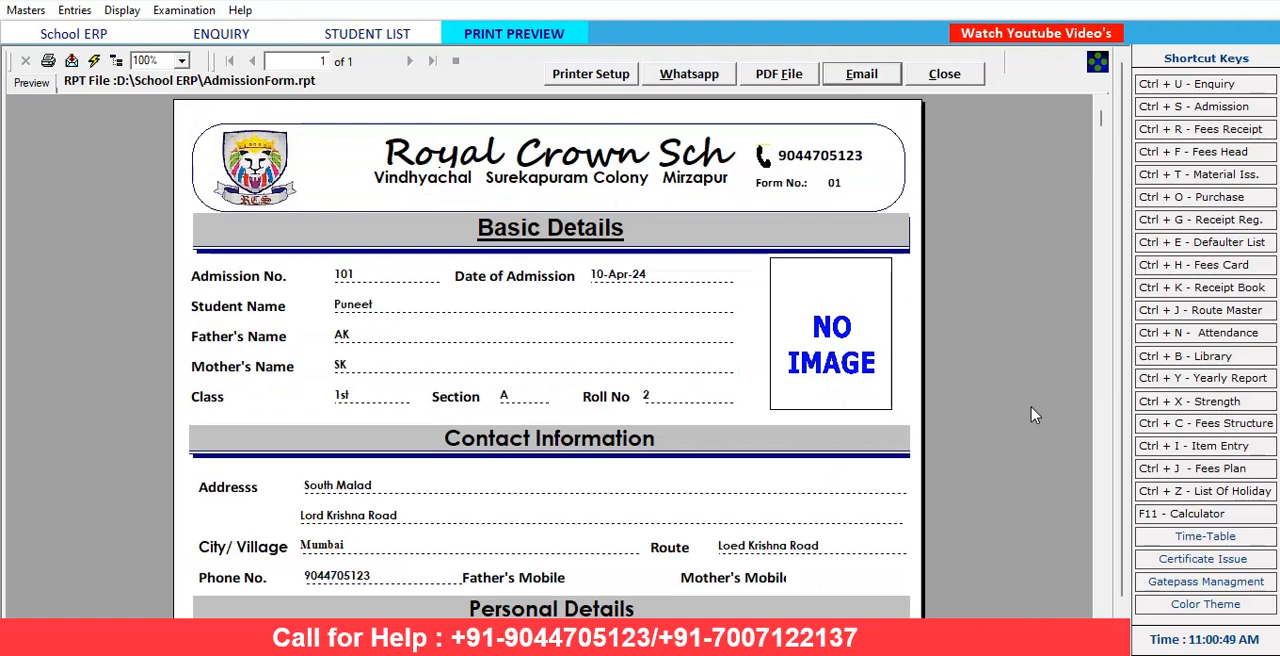 Masters Entries Display Examination Help
School ERP ENQUIRY STUDENT LIST PRINT PREVIEW Watch Youtube Video's
100% 1 of 1
Printer Setup Whatsapp PDF File Email Close
Preview RPT File :D:\School ERP\AdmissionForm.rpt
Royal Crown Sch
Vindhyachal Surekapuram Colony Mirzapur
9044705123
Form No.: 01
RCS
Basic Details
Admission No. 101 Date of Admission 10-Apr-24
Student Name Puneet
Father's Name AK
Mother's Name SK
Class 1st Section A Roll No 2
NO
IMAGE
Contact Information
Addresss South Malad
Lord Krishna Road
City/ Village Mumbai Route Loed Krishna Road
Phone No. 9044705123 Father's Mobile Mother's Mobile
Personal Details
Shortcut Keys
Ctrl + U - Enquiry
Ctrl + S - Admission
Ctrl + R - Fees Receipt
Ctrl + F - Fees Head
Ctrl + T - Material Iss.
Ctrl + O - Purchase
Ctrl + G - Receipt Reg.
Ctrl + E - Defaulter List
Ctrl + H - Fees Card
Ctrl + K - Receipt Book
Ctrl + J - Route Master
Ctrl + N - Attendance
Ctrl + B - Library
Ctrl + Y - Yearly Report
Ctrl + X - Strength
Ctrl + C - Fees Structure
Ctrl + I - Item Entry
Ctrl + J - Fees Plan
Ctrl + Z - List Of Holiday
F11 - Calculator
Time-Table
Certificate Issue
Gatepass Managment
Color Theme
Call for Help : +91-9044705123/+91-7007122137
Time : 11:00:49 AM